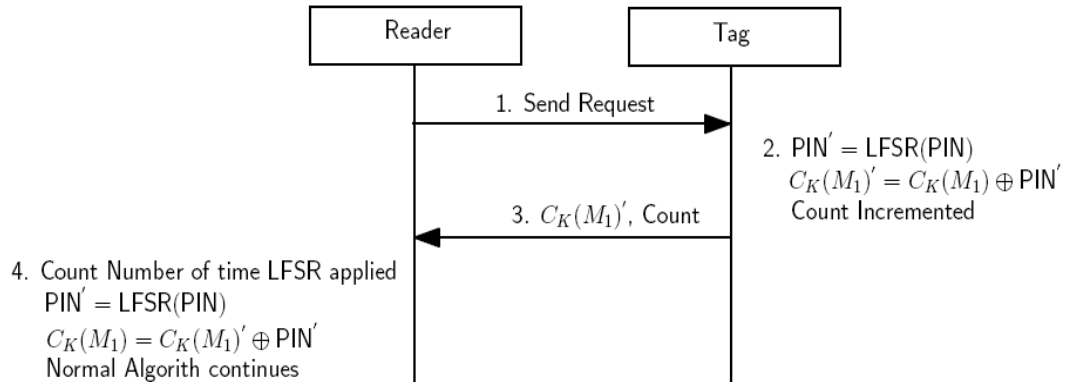 Reader
Tag
1. Send Request
2. PIN′ = LFSR(PIN)
C_K(M_1)′ = C_K(M_1) ⊕ PIN′
Count Incremented
3. C_K(M_1)′, Count
4. Count Number of time LFSR applied
PIN′ = LFSR(PIN)
C_K(M_1) = C_K(M_1)′ ⊕ PIN′
Normal Algorith continues